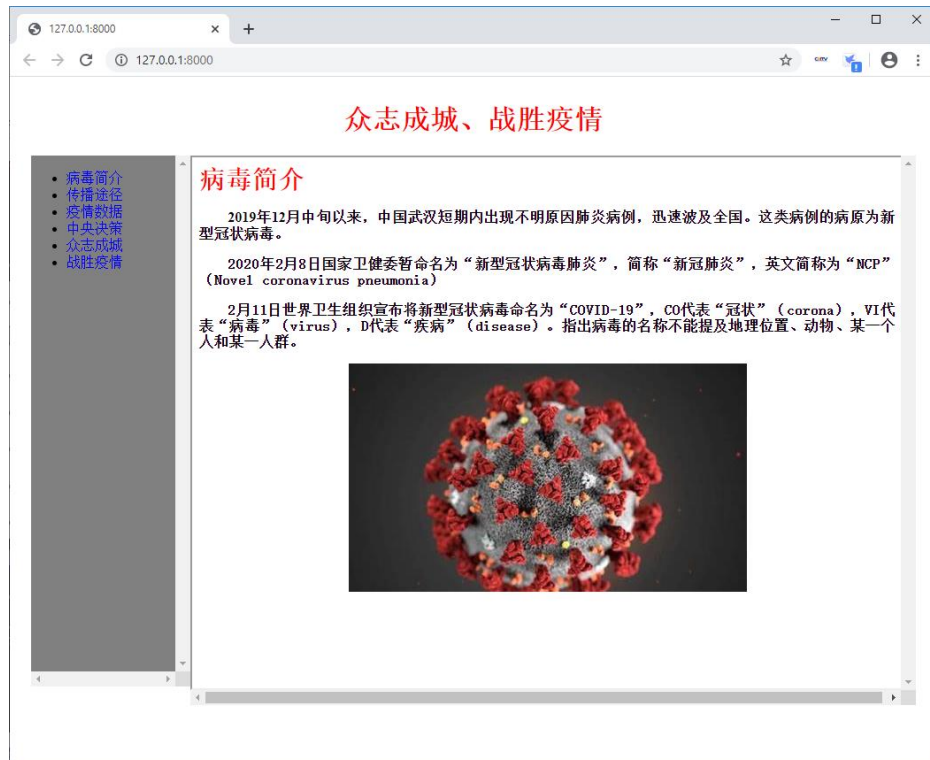 127.0.0.1:8000
127.0.0.1:8000
众志成城、战胜疫情
病毒简介
传播途径
疫情数据
中央决策
众志成城
战胜疫情
病毒简介
2019年12月中旬以来，中国武汉短期内出现不明原因肺炎病例，迅速波及全国。这类病例的病原为新
型冠状病毒。
2020年2月8日国家卫健委暂命名为“新型冠状病毒肺炎”，简称“新冠肺炎”，英文简称为“NCP”
（Novel coronavirus pneumonia）
2月11日世界卫生组织宣布将新型冠状病毒命名为“COVID-19”，CO代表“冠状”（corona），VI代
表“病毒”（virus），D代表“疾病”（disease）。指出病毒的名称不能提及地理位置、动物、某一个
人和某一人群。